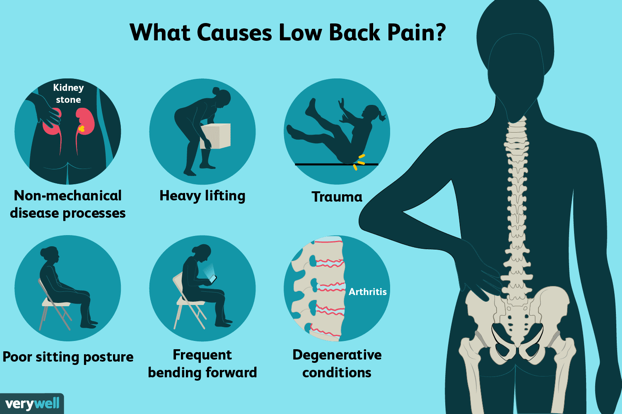 What Causes Low Back Pain?
Kidney
stone
Non-mechanical
disease processes
Heavy lifting
Trauma
Poor sitting posture
Frequent
bending forward
Arthritis
Degenerative
conditions
verywell